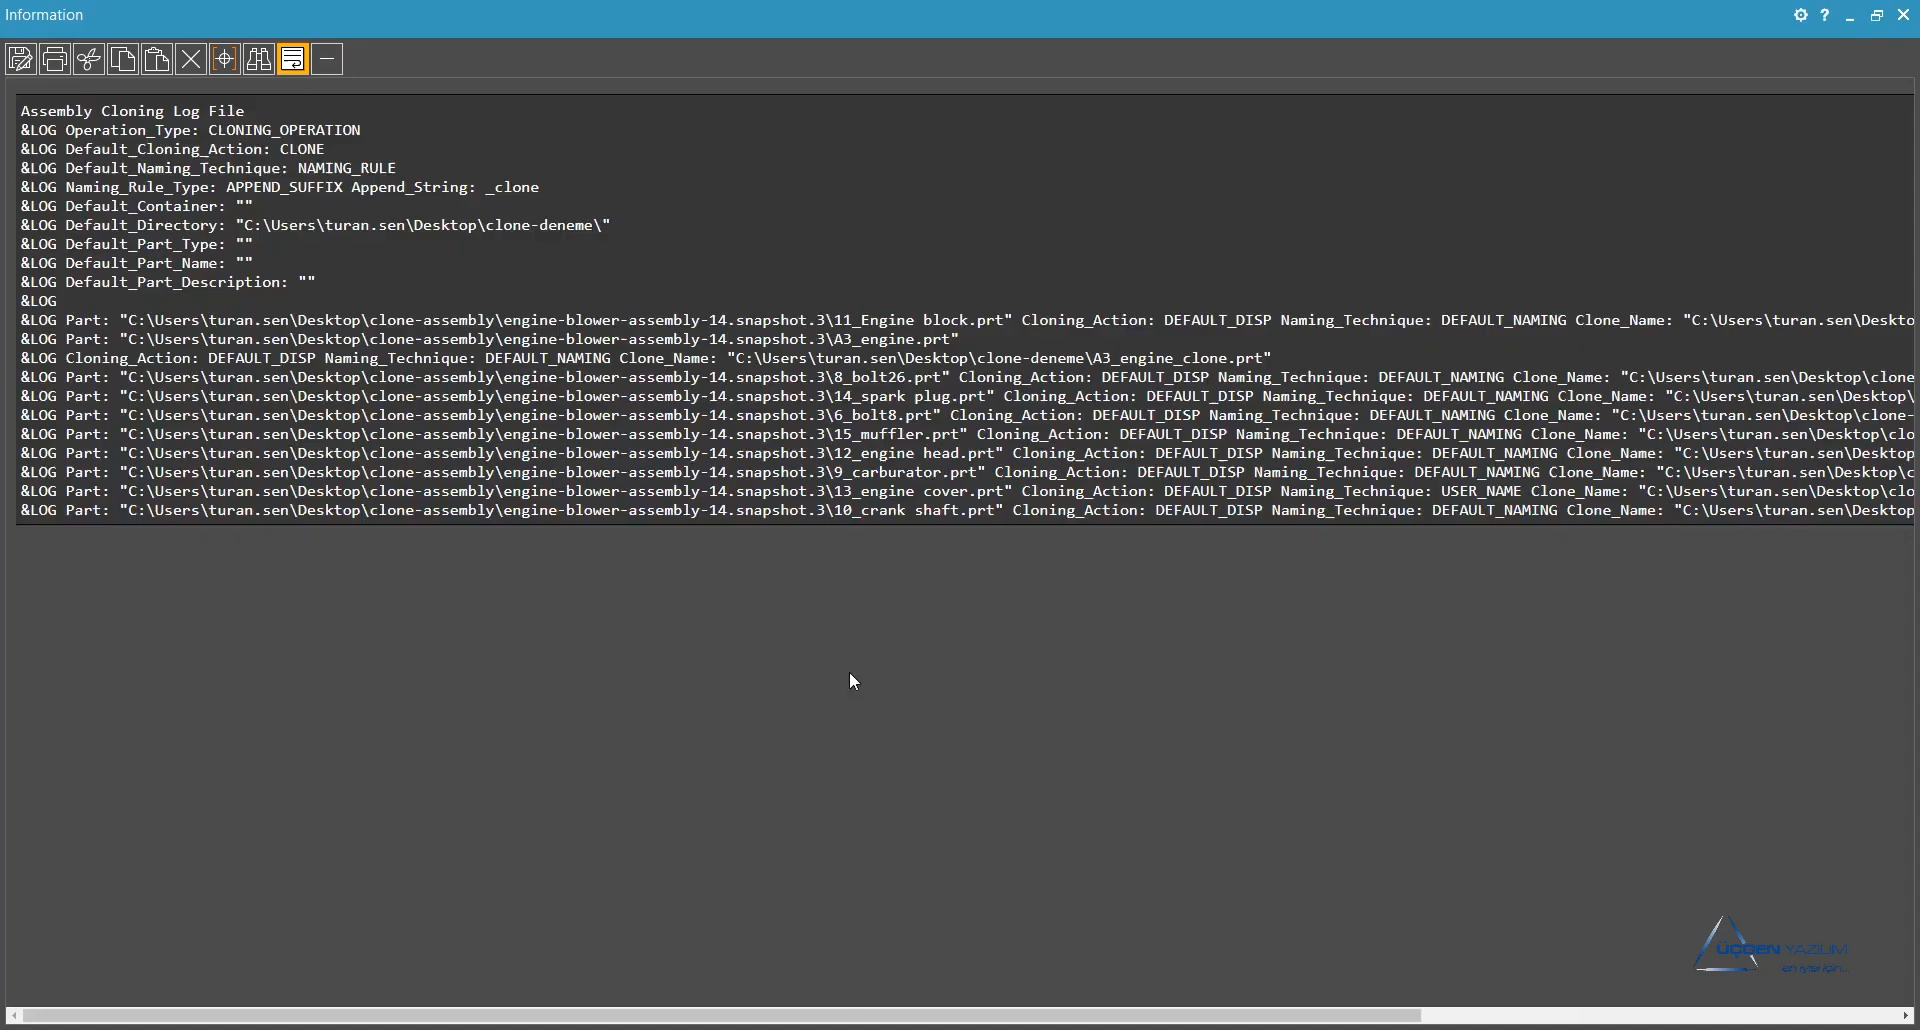 Information
Assembly Cloning Log File
&LOG Operation_Type: CLONING_OPERATION
&LOG Default_Cloning_Action: CLONE
&LOG Default_Naming_Technique: NAMING_RULE
&LOG Naming_Rule_Type: APPEND_SUFFIX Append_String: _clone
&LOG Default_Container: ""
&LOG Default_Directory: "C:\Users\turan.sen\Desktop\clone-deneme\"
&LOG Default_Part_Type: ""
&LOG Default_Part_Name: ""
&LOG Default_Part_Description: ""
&LOG
&LOG Part: "C:\Users\turan.sen\Desktop\clone-assembly\engine-blower-assembly-14.snapshot.3\11_Engine block.prt" Cloning_Action: DEFAULT_DISP Naming_Technique: DEFAULT_NAMING Clone_Name: "C:\Users\turan.sen\Deskto
&LOG Part: "C:\Users\turan.sen\Desktop\clone-assembly\engine-blower-assembly-14.snapshot.3\A3_engine.prt"
&LOG Cloning_Action: DEFAULT_DISP Naming_Technique: DEFAULT_NAMING Clone_Name: "C:\Users\turan.sen\Desktop\clone-deneme\A3_engine_clone.prt"
&LOG Part: "C:\Users\turan.sen\Desktop\clone-assembly\engine-blower-assembly-14.snapshot.3\8_bolt26.prt" Cloning_Action: DEFAULT_DISP Naming_Technique: DEFAULT_NAMING Clone_Name: "C:\Users\turan.sen\Desktop\clone
&LOG Part: "C:\Users\turan.sen\Desktop\clone-assembly\engine-blower-assembly-14.snapshot.3\14_spark plug.prt" Cloning_Action: DEFAULT_DISP Naming_Technique: DEFAULT_NAMING Clone_Name: "C:\Users\turan.sen\Desktop\
&LOG Part: "C:\Users\turan.sen\Desktop\clone-assembly\engine-blower-assembly-14.snapshot.3\6_bolt8.prt" Cloning_Action: DEFAULT_DISP Naming_Technique: DEFAULT_NAMING Clone_Name: "C:\Users\turan.sen\Desktop\clone-
&LOG Part: "C:\Users\turan.sen\Desktop\clone-assembly\engine-blower-assembly-14.snapshot.3\15_muffler.prt" Cloning_Action: DEFAULT_DISP Naming_Technique: DEFAULT_NAMING Clone_Name: "C:\Users\turan.sen\Desktop\clo
&LOG Part: "C:\Users\turan.sen\Desktop\clone-assembly\engine-blower-assembly-14.snapshot.3\12_engine head.prt" Cloning_Action: DEFAULT_DISP Naming_Technique: DEFAULT_NAMING Clone_Name: "C:\Users\turan.sen\Desktop
&LOG Part: "C:\Users\turan.sen\Desktop\clone-assembly\engine-blower-assembly-14.snapshot.3\9_carburator.prt" Cloning_Action: DEFAULT_DISP Naming_Technique: DEFAULT_NAMING Clone_Name: "C:\Users\turan.sen\Desktop\c
&LOG Part: "C:\Users\turan.sen\Desktop\clone-assembly\engine-blower-assembly-14.snapshot.3\13_engine cover.prt" Cloning_Action: DEFAULT_DISP Naming_Technique: USER_NAME Clone_Name: "C:\Users\turan.sen\Desktop\clo
&LOG Part: "C:\Users\turan.sen\Desktop\clone-assembly\engine-blower-assembly-14.snapshot.3\10_crank shaft.prt" Cloning_Action: DEFAULT_DISP Naming_Technique: DEFAULT_NAMING Clone_Name: "C:\Users\turan.sen\Desktop
ÜÇGEN YAZILIM